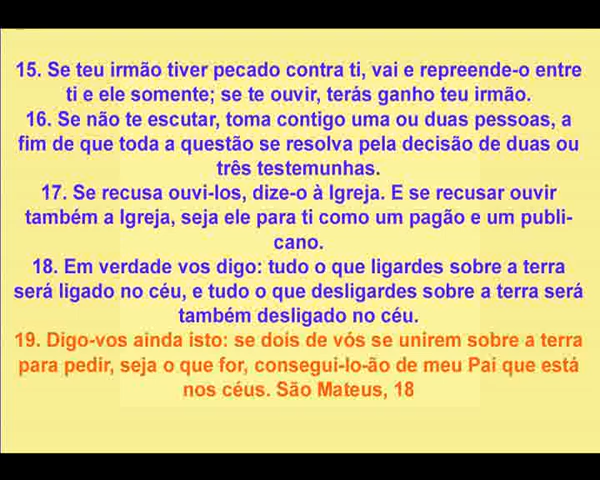 15. Se teu irmão tiver pecado contra ti, vai e repreende-o entre
ti e ele somente; se te ouvir, terás ganho teu irmão.
16. Se não te escutar, toma contigo uma ou duas pessoas, a
fim de que toda a questão se resolva pela decisão de duas ou
três testemunhas.
17. Se recusa ouvi-los, dize-o à Igreja. E se recusar ouvir
também a Igreja, seja ele para ti como um pagão e um publi-
cano.
18. Em verdade vos digo: tudo o que ligardes sobre a terra
será ligado no céu, e tudo o que desligardes sobre a terra será
também desligado no céu.
19. Digo-vos ainda isto: se dois de vós se unirem sobre a terra
para pedir, seja o que for, consegui-lo-ão de meu Pai que está
nos céus. São Mateus, 18